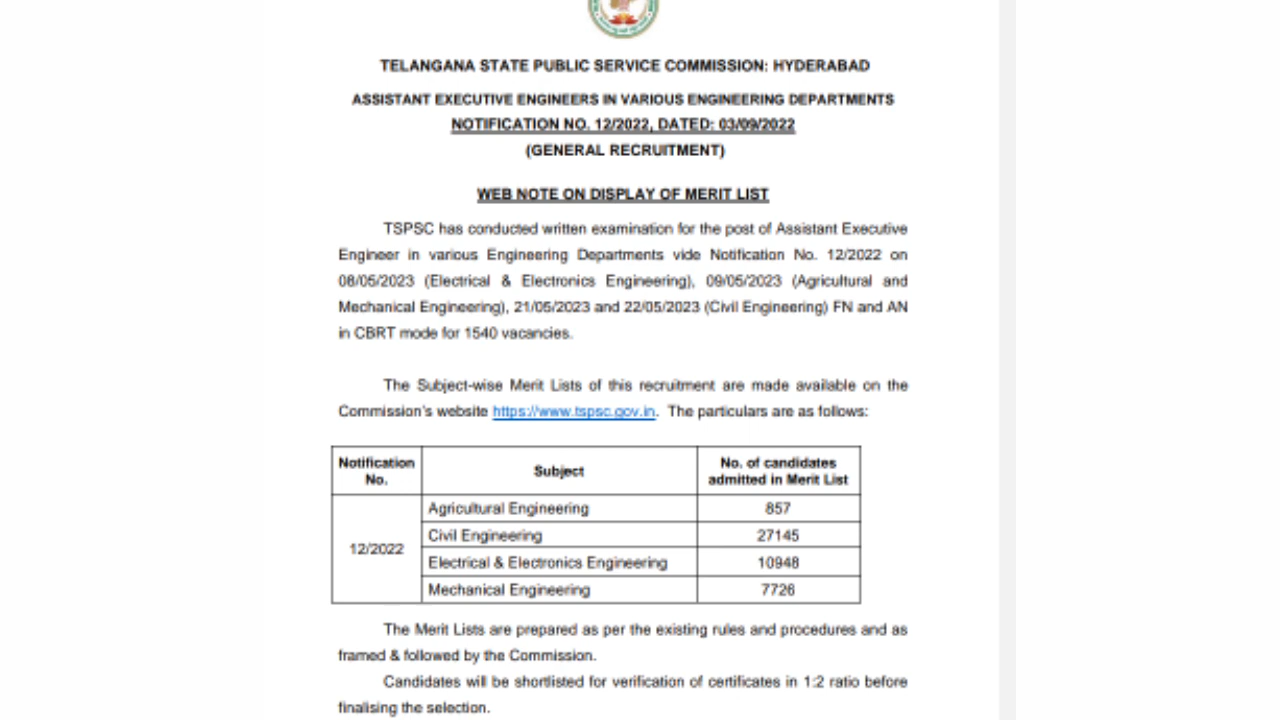 TELANGANA STATE PUBLIC SERVICE COMMISSION: HYDERABAD
ASSISTANT EXECUTIVE ENGINEERS IN VARIOUS ENGINEERING DEPARTMENTS
NOTIFICATION NO. 12/2022, DATED: 03/09/2022
(GENERAL RECRUITMENT)
WEB NOTE ON DISPLAY OF MERIT LIST
TSPSC has conducted written examination for the post of Assistant Executive
Engineer in various Engineering Departments vide Notification No. 12/2022 on
08/05/2023 (Electrical & Electronics Engineering), 09/05/2023 (Agricultural and
Mechanical Engineering), 21/05/2023 and 22/05/2023 (Civil Engineering) FN and AN
in CBRT mode for 1540 vacancies.
The Subject-wise Merit Lists of this recruitment are made available on the
Commission's website https://www.tspsc.gov.in. The particulars are as follows:
Notification No. Subject No. of candidates admitted in Merit List
12/2022
Agricultural Engineering 857
Civil Engineering 27145
Electrical & Electronics Engineering 10948
Mechanical Engineering 7726
The Merit Lists are prepared as per the existing rules and procedures and as
framed & followed by the Commission.
Candidates will be shortlisted for verification of certificates in 1:2 ratio before
finalising the selection.